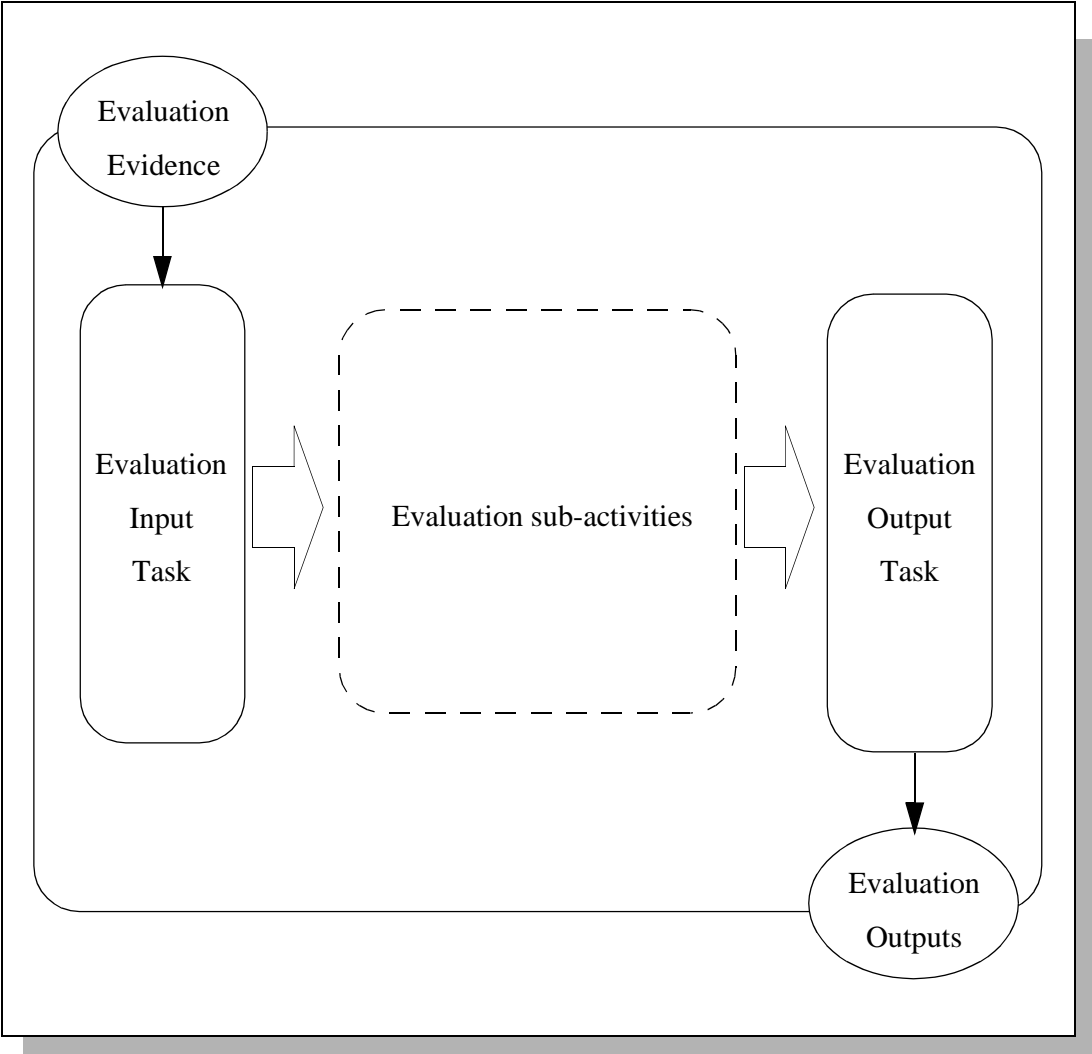 Evaluation
Evidence
Evaluation
Input
Task
Evaluation sub-activities
Evaluation
Output
Task
Evaluation
Outputs